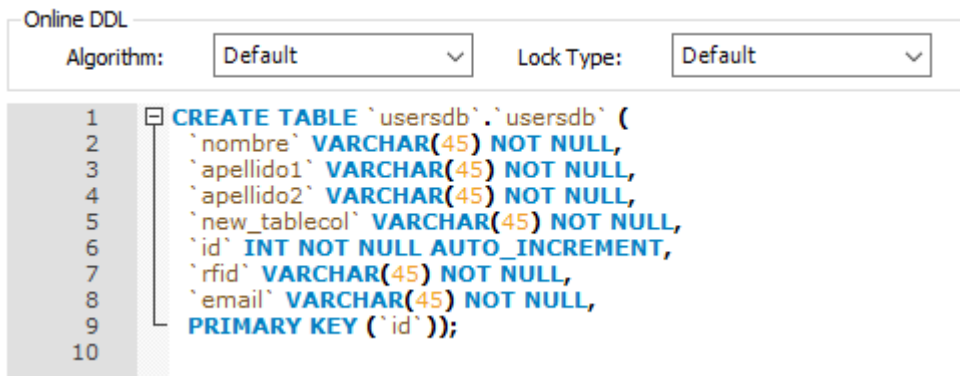 Online DDL
Algorithm: Default Lock Type: Default
1 CREATE TABLE `usersdb`.`usersdb` (
2 `nombre` VARCHAR(45) NOT NULL,
3 `apellido1` VARCHAR(45) NOT NULL,
4 `apellido2` VARCHAR(45) NOT NULL,
5 `new_tablecol` VARCHAR(45) NOT NULL,
6 `id` INT NOT NULL AUTO_INCREMENT,
7 `rfid` VARCHAR(45) NOT NULL,
8 `email` VARCHAR(45) NOT NULL,
9 PRIMARY KEY (`id`));
10